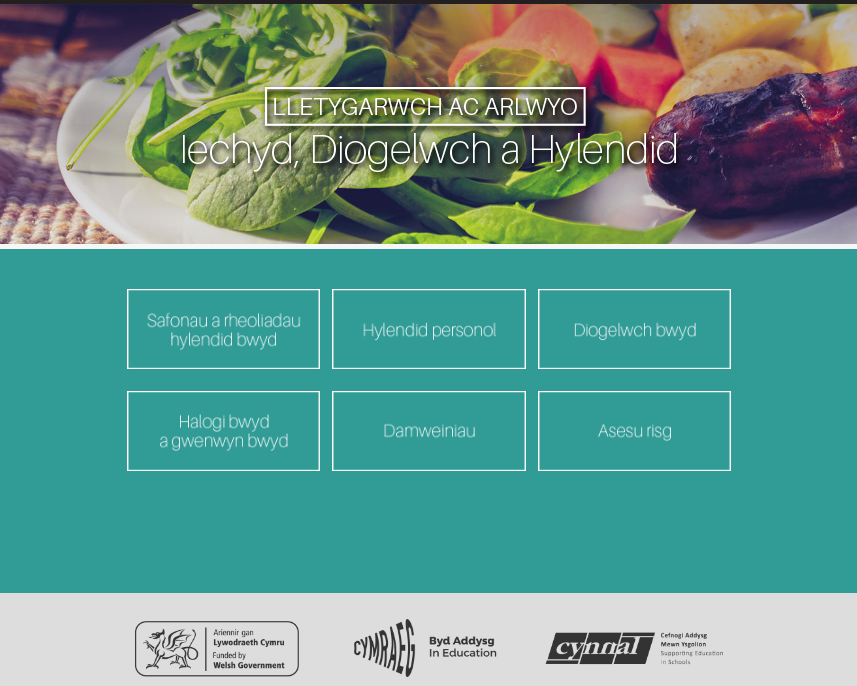 LLETYGARWCH AC ARLWYO
Iechyd, Diogelwch a Hylendid
Safonau a rheoliadau
hylendid bwyd
Hylendid personol
Diogelwch bwyd
Halogi bwyd
a gwenwyn bwyd
Damweiniau
Asesu risg
Ariennir gan
Lywodraeth Cymru
Funded by
Welsh Government
CYMRAEG
Byd Addysg
In Education
cynnal
Cefnogi Addysg
Mewn Ysgolion
Supporting Education
In Schools